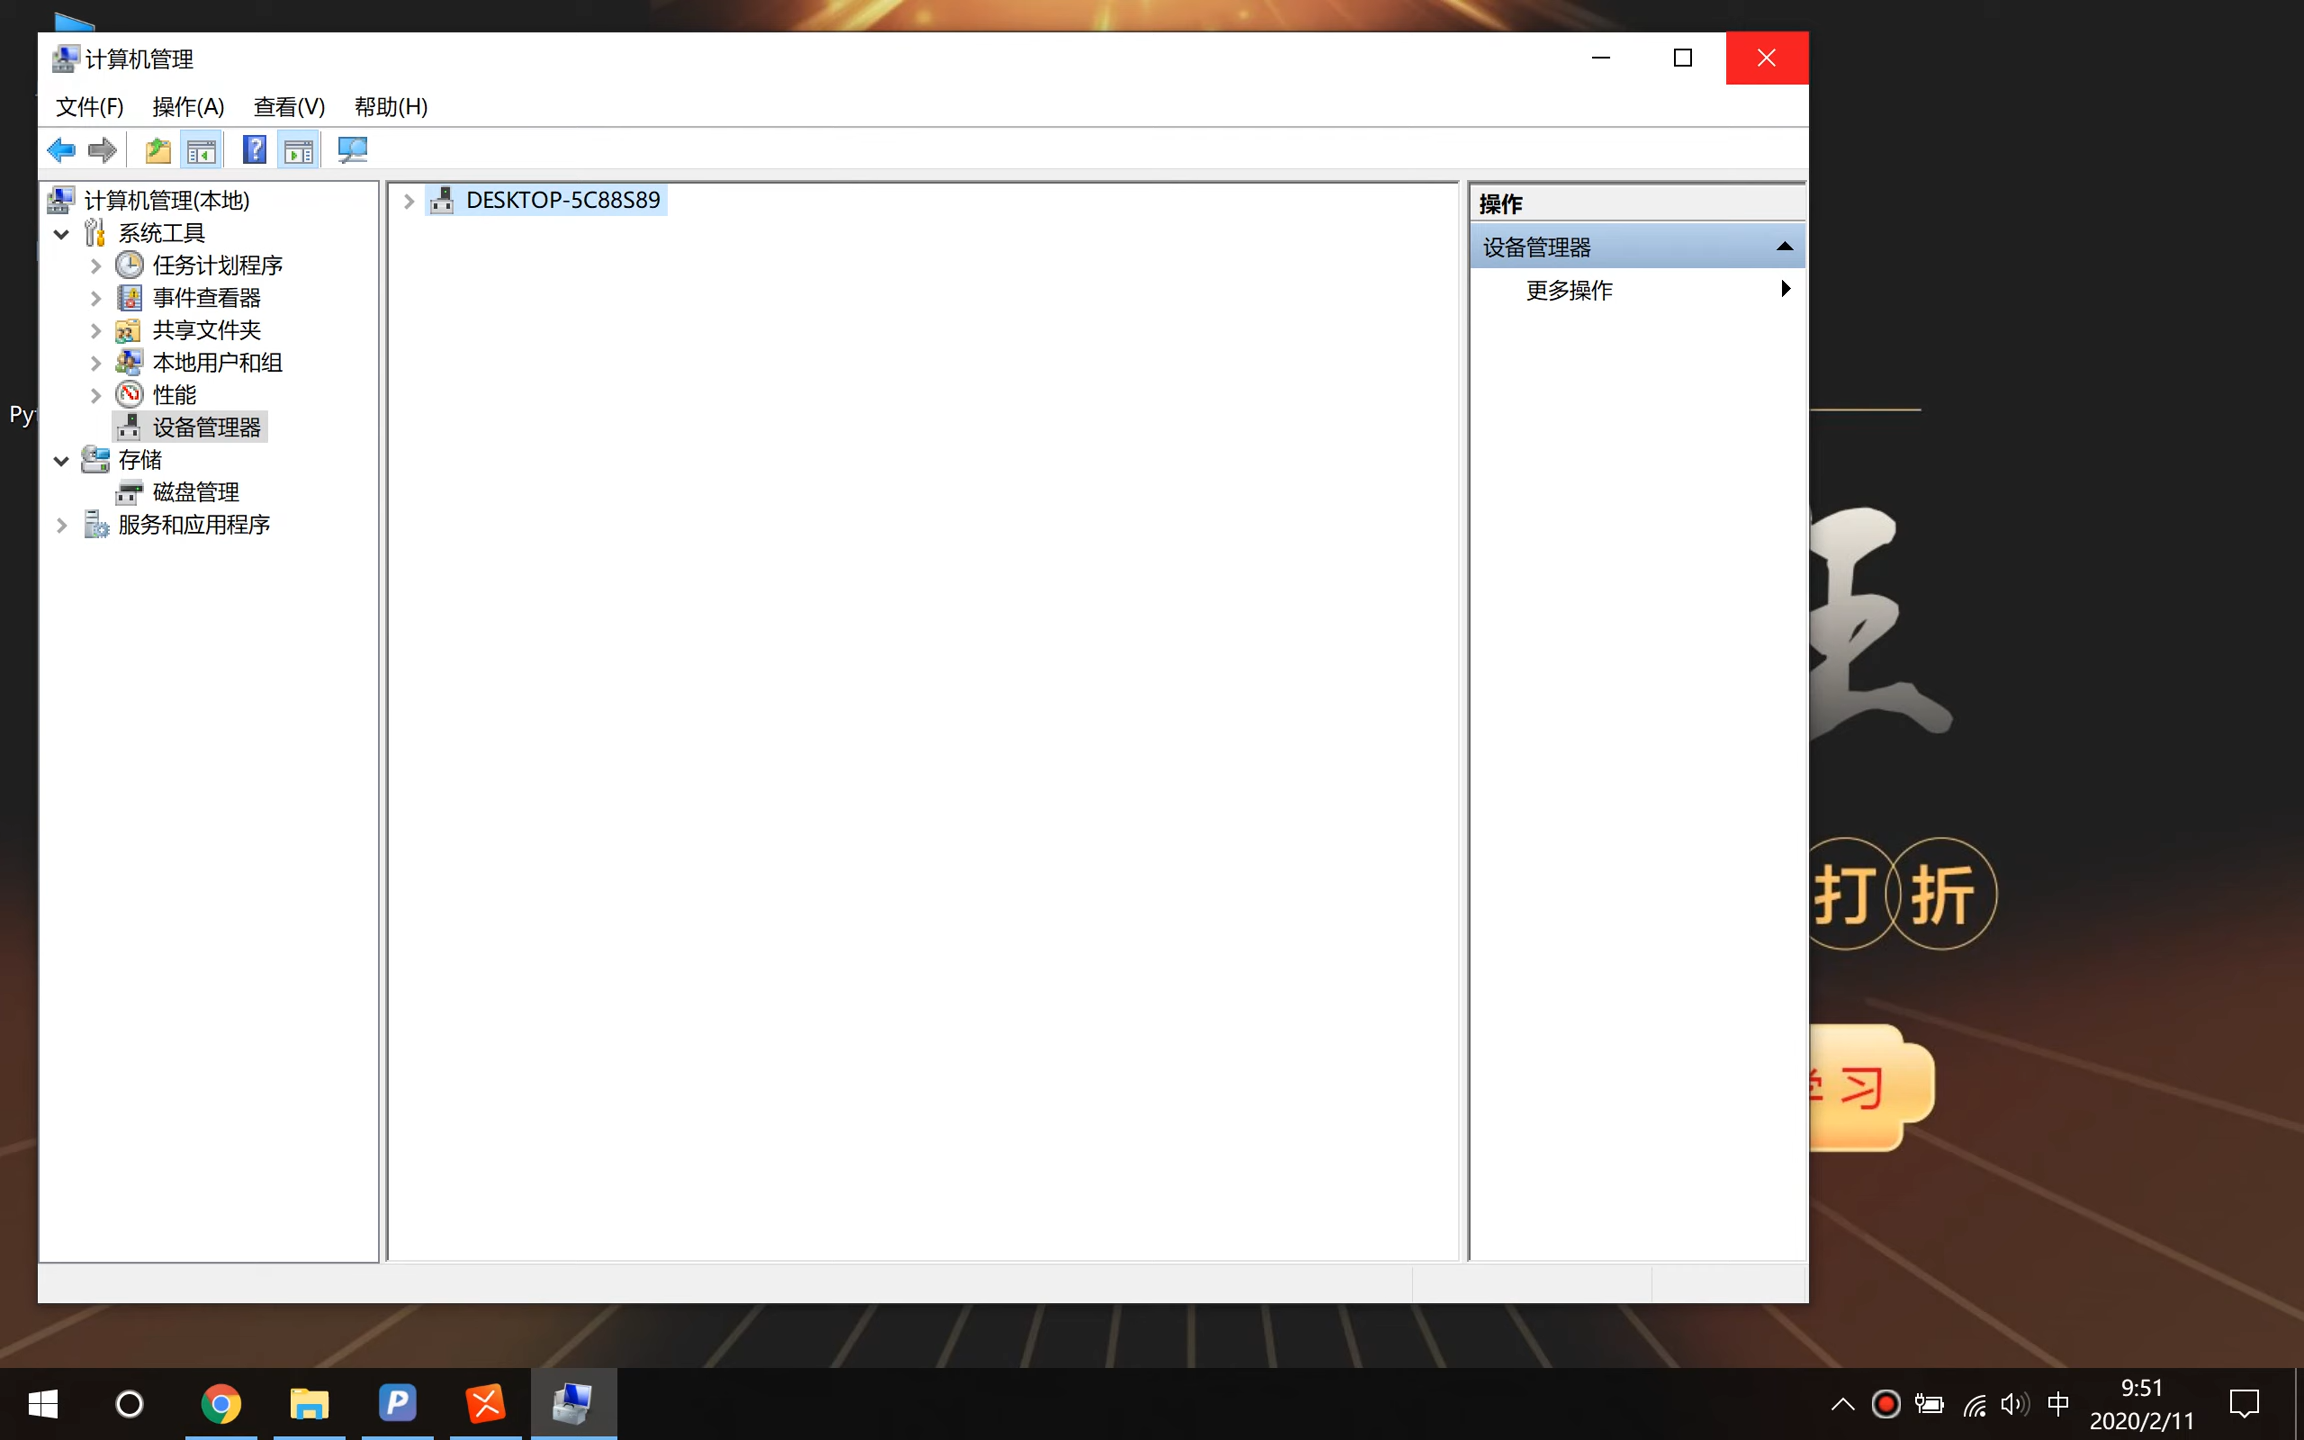 计算机管理
文件(F) 操作(A) 查看(V) 帮助(H)
计算机管理(本地)
系统工具
任务计划程序
事件查看器
共享文件夹
本地用户和组
性能
设备管理器
存储
磁盘管理
服务和应用程序
DESKTOP-5C88S89
操作
设备管理器
更多操作
打折
习
中
9:51
2020/2/11